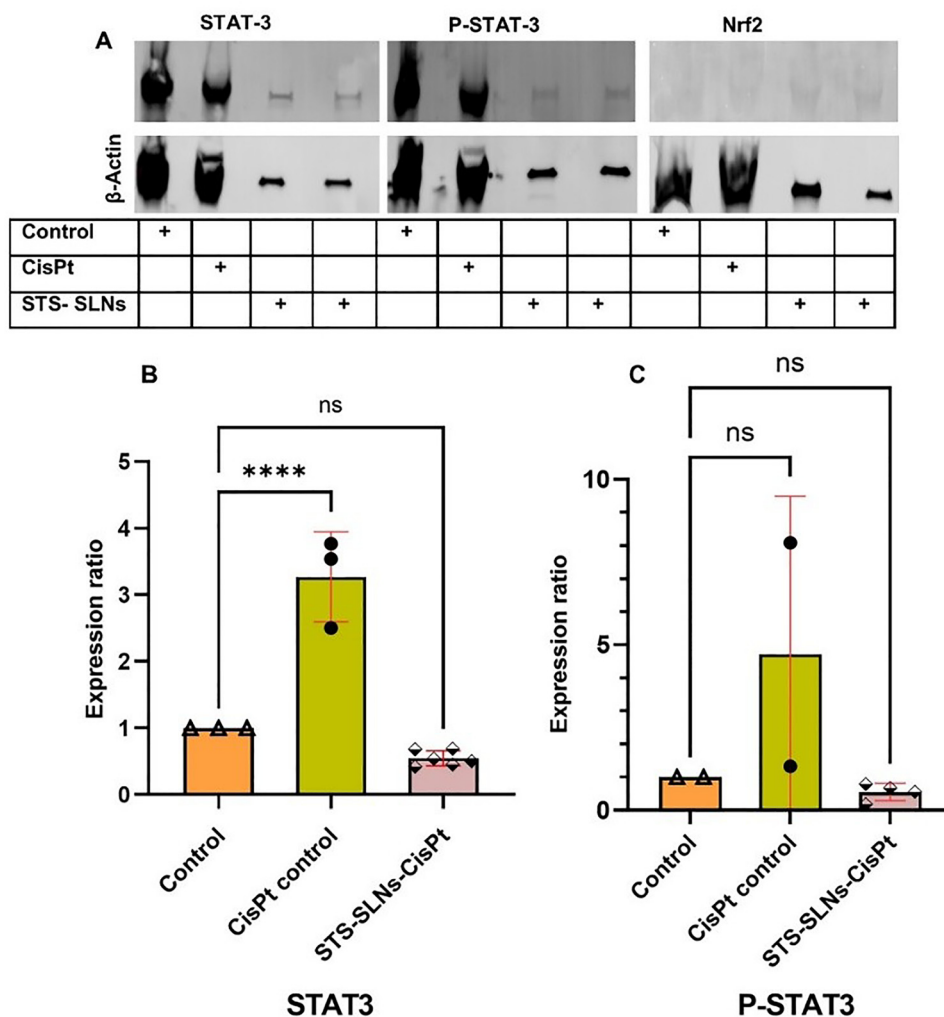 A
STAT-3 P-STAT-3 Nrf2
β-Actin
Control + + +
CisPt + + +
STS- SLNs + + + + + +
B
ns
****
5
4
3
2
1
0
Expression ratio
Control
CisPt control
STS-SLNs-CisPt
STAT3
C
ns
ns
10
5
0
Expression ratio
Control
CisPt control
STS-SLNs-CisPt
P-STAT3